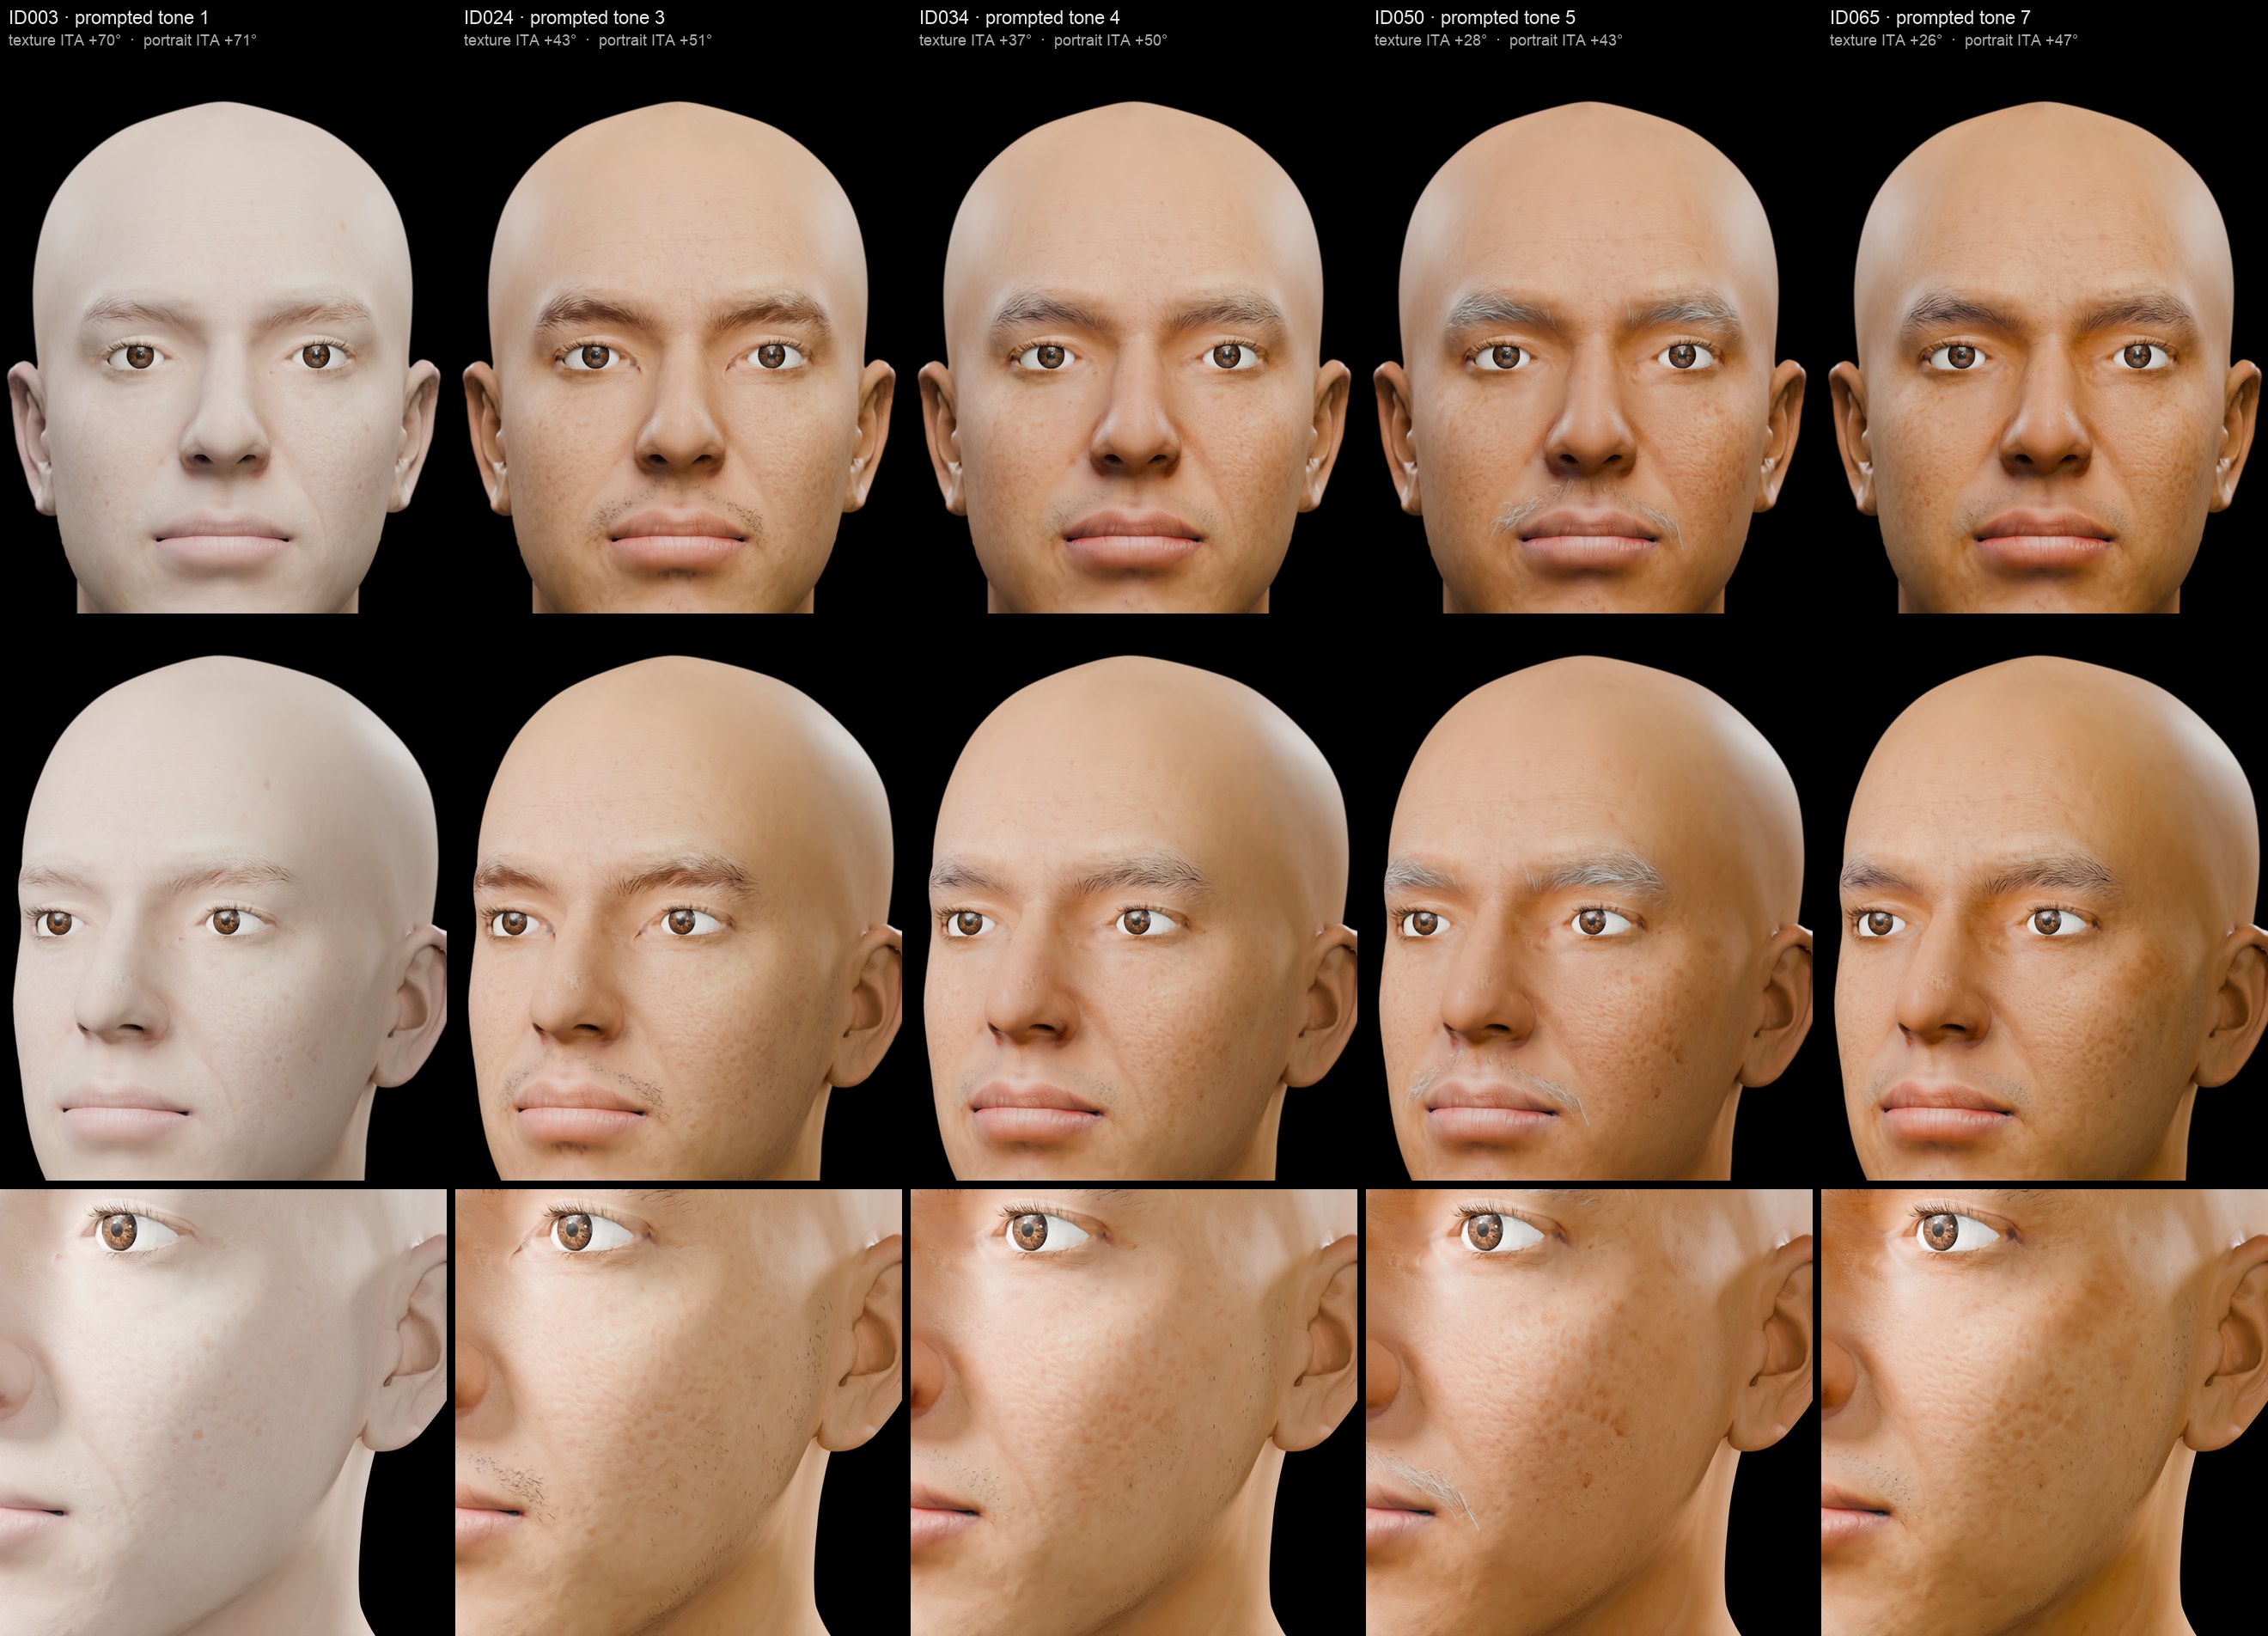 ID003 · prompted tone 1
texture ITA +70° · portrait ITA +71°
ID024 · prompted tone 3
texture ITA +43° · portrait ITA +51°
ID034 · prompted tone 4
texture ITA +37° · portrait ITA +50°
ID050 · prompted tone 5
texture ITA +28° · portrait ITA +43°
ID065 · prompted tone 7
texture ITA +26° · portrait ITA +47°